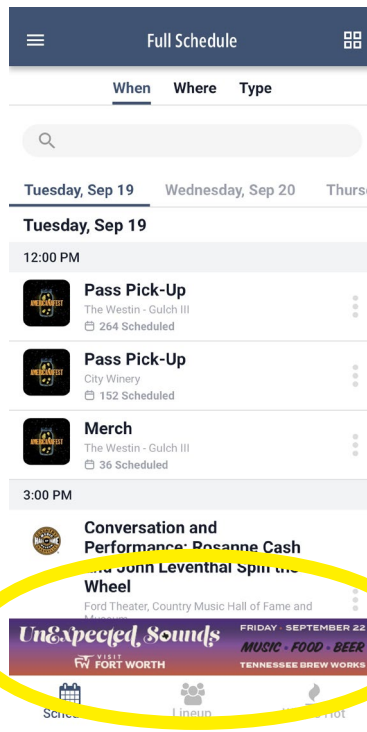 Full Schedule
When Where Type
Tuesday, Sep 19 Wednesday, Sep 20
Tuesday, Sep 19
12:00 PM
Pass Pick-Up
The Westin - Gulch III
264 Scheduled
Pass Pick-Up
City Winery
152 Scheduled
Merch
The Westin - Gulch III
36 Scheduled
3:00 PM
Conversation and
Performance: Rosanne Cash
and John Leventhal Spin the
Wheel
Ford Theater, Country Music Hall of Fame and
Museum
UnExpected Sounds
VISIT
FORT WORTH
FRIDAY · SEPTEMBER 22
MUSIC · FOOD · BEER
TENNESSEE BREW WORKS
Lineup Hot